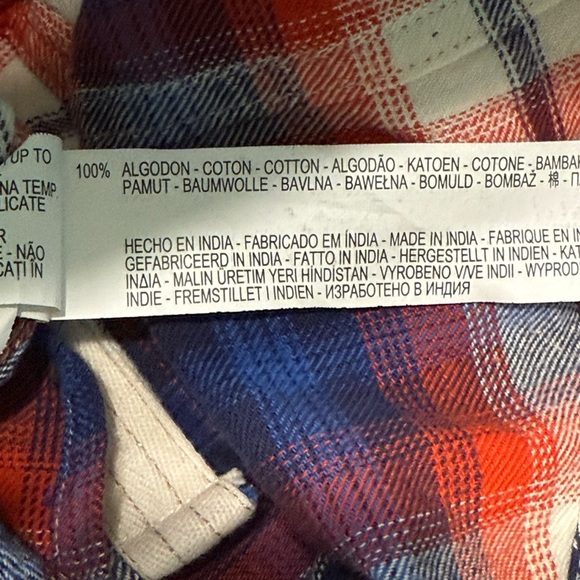 UP TO
NA TEMP
LICATE
R
- NÃO
CAȚI ÎN
100% ALGODON - COTON - COTTON - ALGODÃO - KATOEN - COTONE - BAMBAK
PAMUT - BAUMWOLLE - BAVLNA - BAWEŁNA - BOMULD - BOMBAŽ - 棉 - П
HECHO EN INDIA - FABRICADO EM ÍNDIA - MADE IN INDIA - FABRIQUE EN IN
GEFABRICEERD IN INDIA - FATTO IN INDIA - HERGESTELLT IN INDIEN - KAT
ΙΝΔΙΑ - MALIN ÜRETIM YERI HINDISTAN - VYROBENO V/VE INDII - WYPROD
INDIE - FREMSTILLET I INDIEN - ИЗРАБОТЕНО В ИНДИЯ